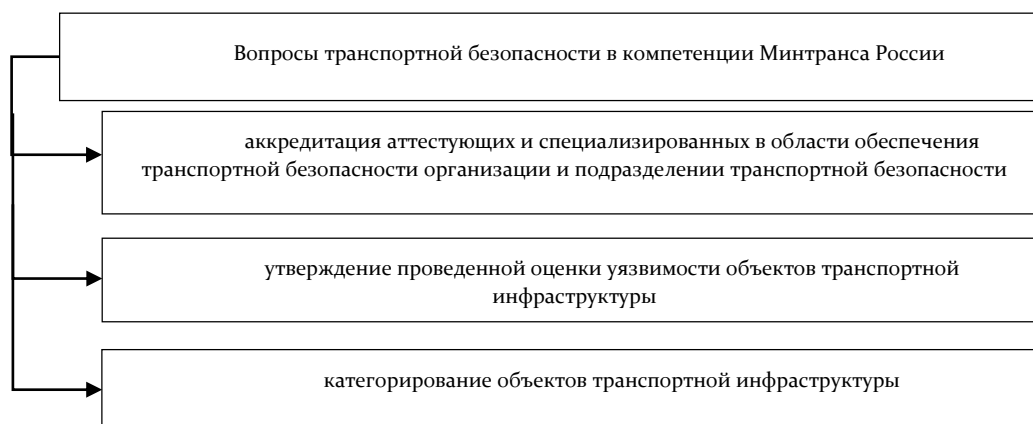 Вопросы транспортной безопасности в компетенции Минтранса России
аккредитация аттестующих и специализированных в области обеспечения
транспортной безопасности организации и подразделении транспортной безопасности
утверждение проведенной оценки уязвимости объектов транспортной
инфраструктуры
категорирование объектов транспортной инфраструктуры